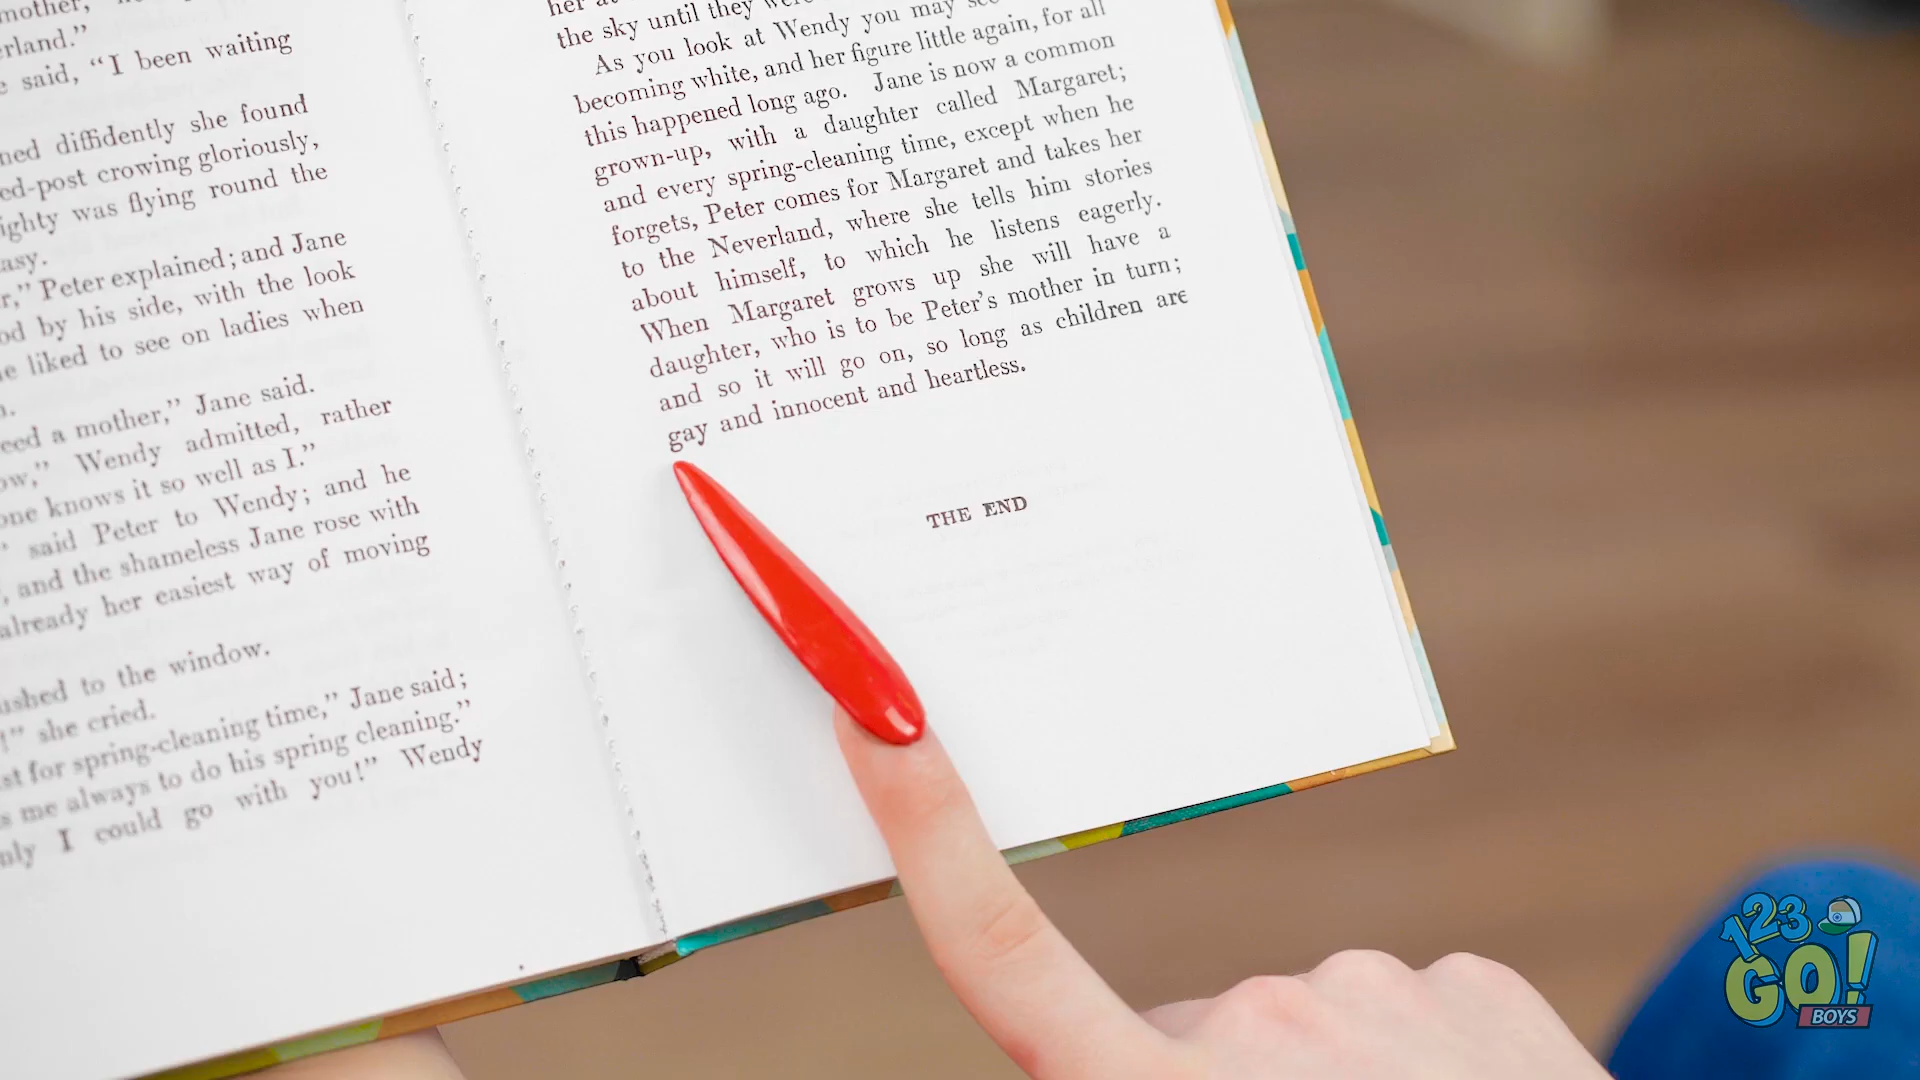 mother,"
erland."
said, "I been waiting
ned diffidently she found
ed-post crowing gloriously,
ighty was flying round the
asy.
r," Peter explained; and Jane
od by his side, with the look
e liked to see on ladies when
eed a mother," Jane said.
ow," Wendy admitted, rather
one knows it so well as I."
" said Peter to Wendy; and he
, and the shameless Jane rose with
already her easiest way of moving
ushed to the window.
!" she cried.
st for spring-cleaning time," Jane said;
s me always to do his spring cleaning."
nly I could go with you!" Wendy
her
the sky until they were
As you look at Wendy you may see
becoming white, and her figure little again, for all
this happened long ago. Jane is now a common
grown-up, with a daughter called Margaret;
and every spring-cleaning time, except when he
forgets, Peter comes for Margaret and takes her
to the Neverland, where she tells him stories
about himself, to which he listens eagerly.
When Margaret grows up she will have a
daughter, who is to be Peter's mother in turn;
and so it will go on, so long as children are
gay and innocent and heartless.
THE END
123
GO!
BOYS